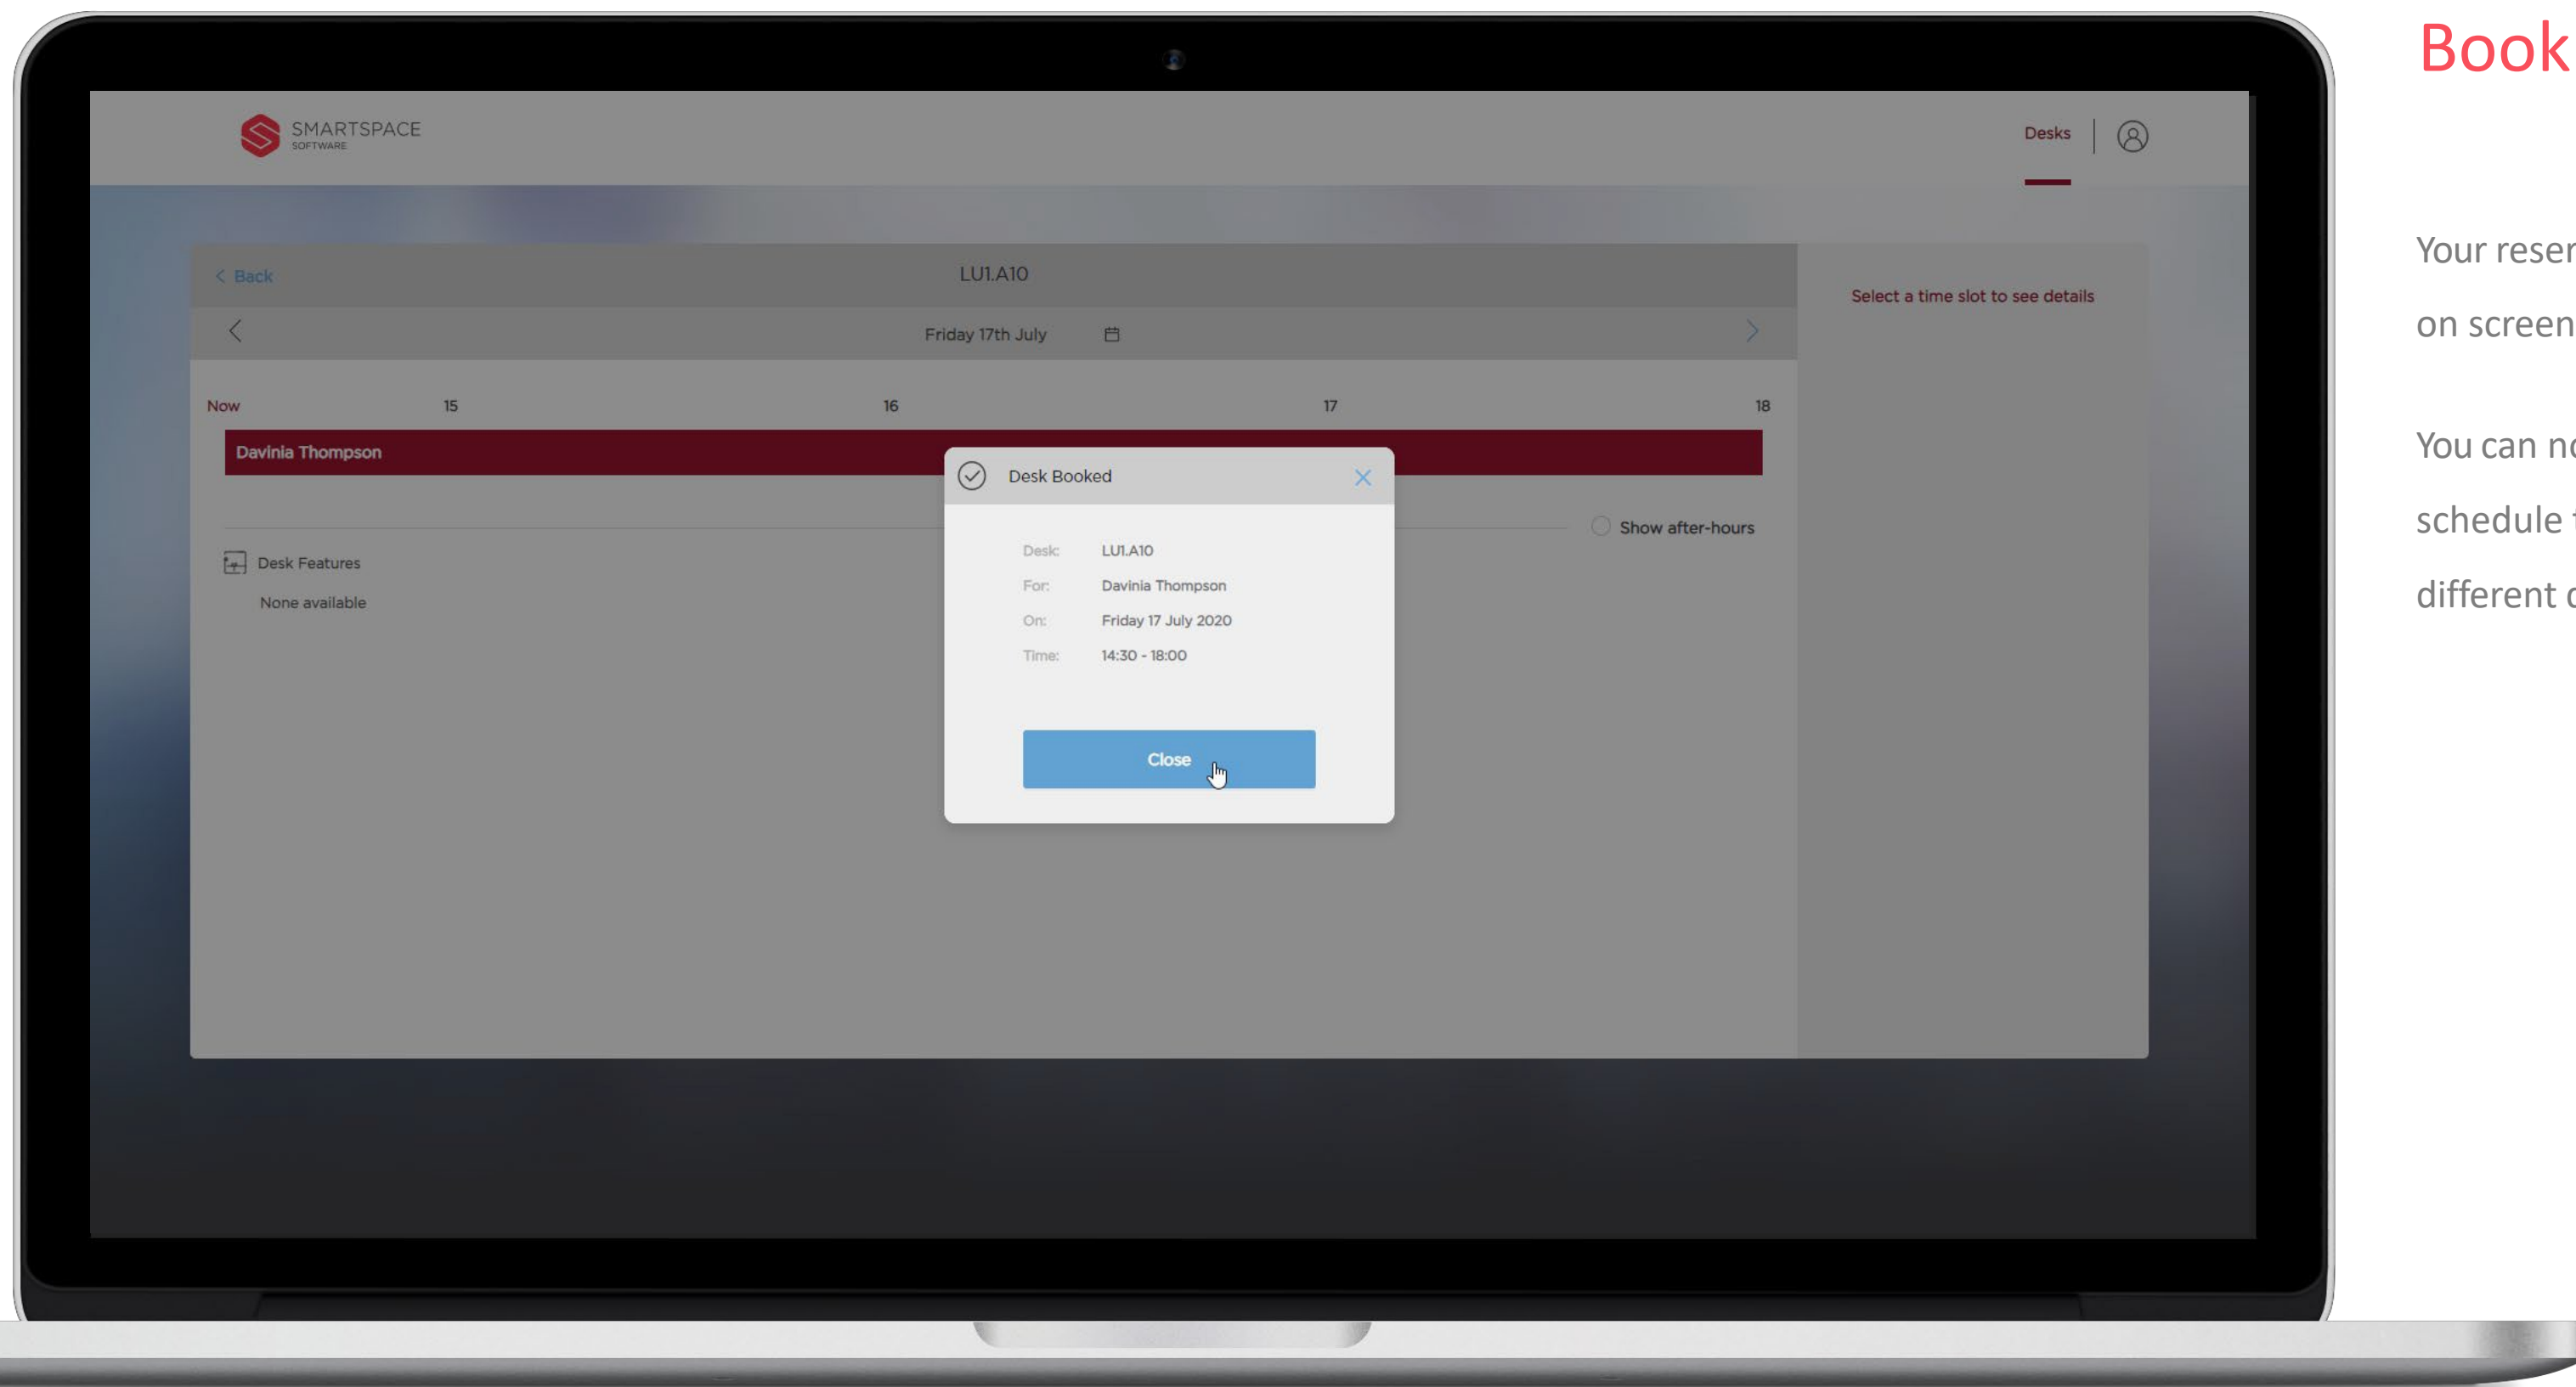 SMARTSPACE
SOFTWARE
Desks
< Back
LU1.A10
Friday 17th July
Select a time slot to see details
Now 15 16 17 18
Davinia Thompson
Show after-hours
Desk Features
None available
Desk Booked
Desk: LU1.A10
For: Davinia Thompson
On: Friday 17 July 2020
Time: 14:30 - 18:00
Close
Book
Your
on screen
You can
schedule
different